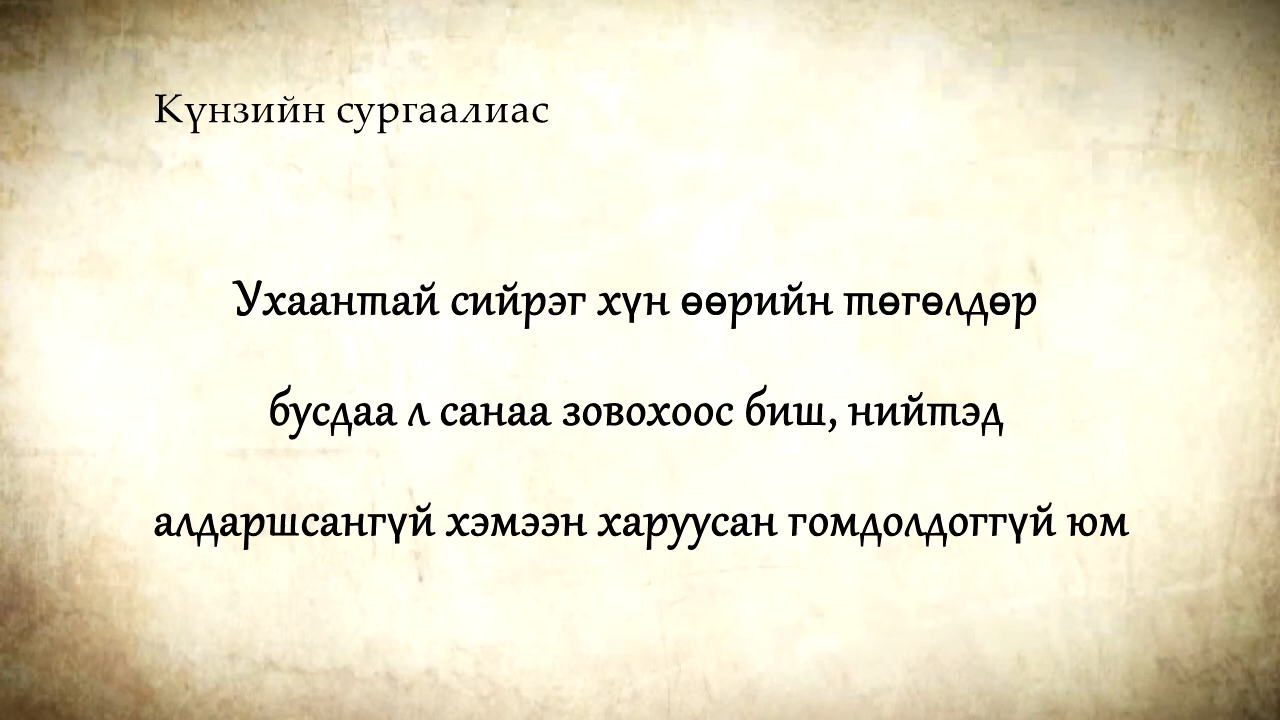 Күнзийн сургаалиас
Ухаантай сийрэг хүн өөрийн төгөлдөр
бусдаа л санаа зовохоос биш, нийтэд
алдаршсангүй хэмээн харуусан гомдолдоггүй юм